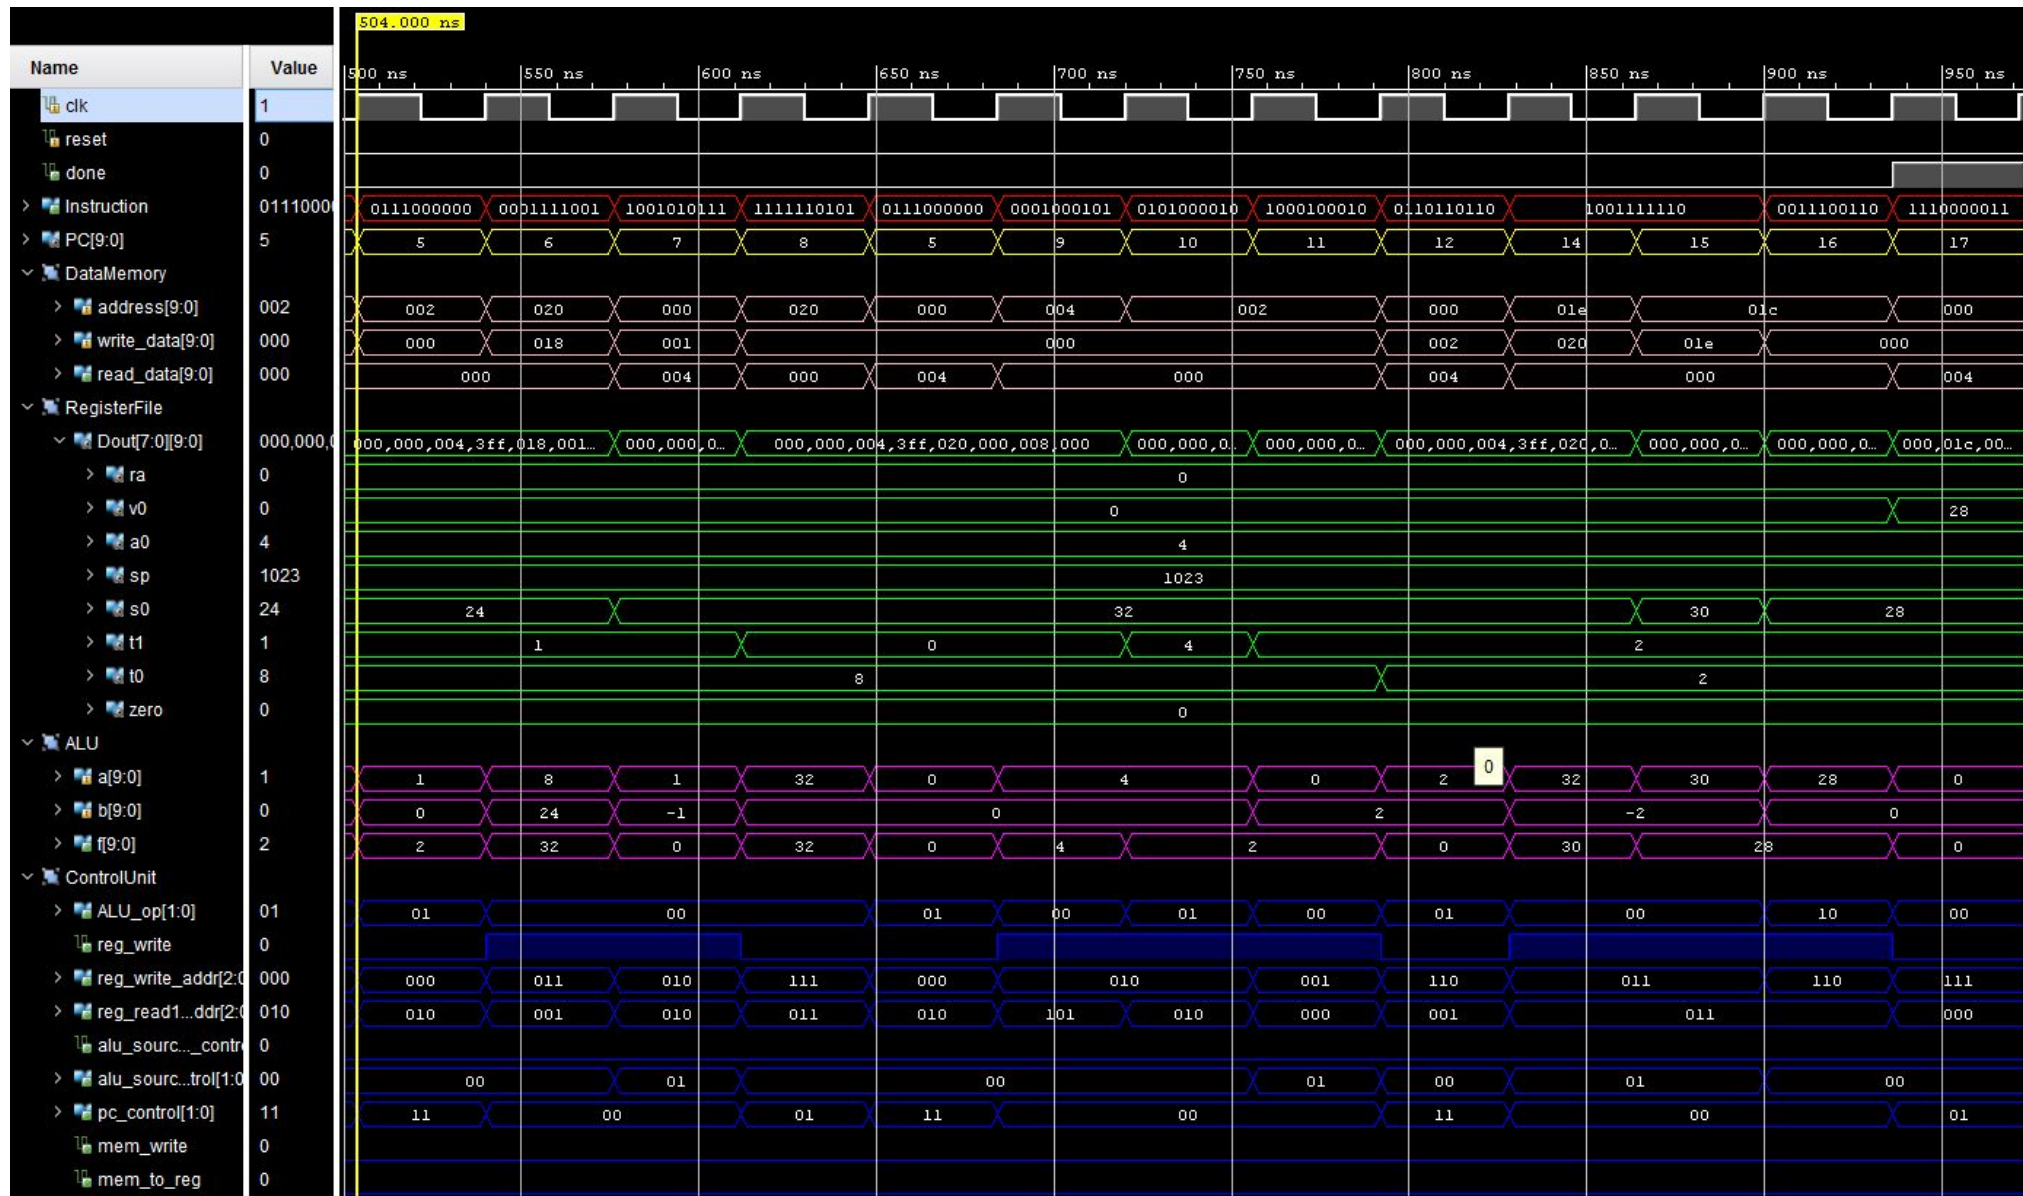 504.000 ns
Name Value 500 ns 550 ns 600 ns 650 ns 700 ns 750 ns 800 ns 850 ns 900 ns 950 ns
clk 1
reset 0
done 0
Instruction 01110000 0111000000 0001111001 1001010111 1111110101 0111000000 0001000101 0101000010 1000100010 0110110110 1001111110 0011100110 1110000011
PC[9:0] 5 5 6 7 8 5 9 10 11 12 14 15 16 17
DataMemory
address[9:0] 002 002 020 000 020 000 004 002 000 01e 01c 000
write_data[9:0] 000 000 018 001 000 002 020 01e 000
read_data[9:0] 000 000 004 000 004 000 004 000 004
RegisterFile
Dout[7:0][9:0] 000,000,0 000,000,004,3ff,018,001... 000,000,0... 000,000,004,3ff,020,000,008,000 000,000,0.. 000,000,0... 000,000,004,3ff,020,0... 000,000,0... 000,000,0... 000,01c,00...
ra 0 0
v0 0 0 28
a0 4 4
sp 1023 1023
s0 24 24 32 30 28
t1 1 1 0 4 2
t0 8 8 2
zero 0 0
ALU
a[9:0] 1 1 8 1 32 0 4 0 2 0 32 30 28 0
b[9:0] 0 0 24 -1 0 2 -2 0
f[9:0] 2 2 32 0 32 0 4 2 0 30 28 0
ControlUnit
ALU_op[1:0] 01 01 00 01 00 01 00 01 00 10 00
reg_write 0
reg_write_addr[2:0 000 000 011 010 111 000 010 001 110 011 110 111
reg_read1...ddr[2:0 010 010 001 010 011 010 101 010 000 001 011 000
alu_sourc..._contr 0
alu_sourc...trol[1:0 00 00 01 00 01 00 01 00
pc_control[1:0] 11 11 00 01 11 00 11 00 01
mem_write 0
mem_to_reg 0